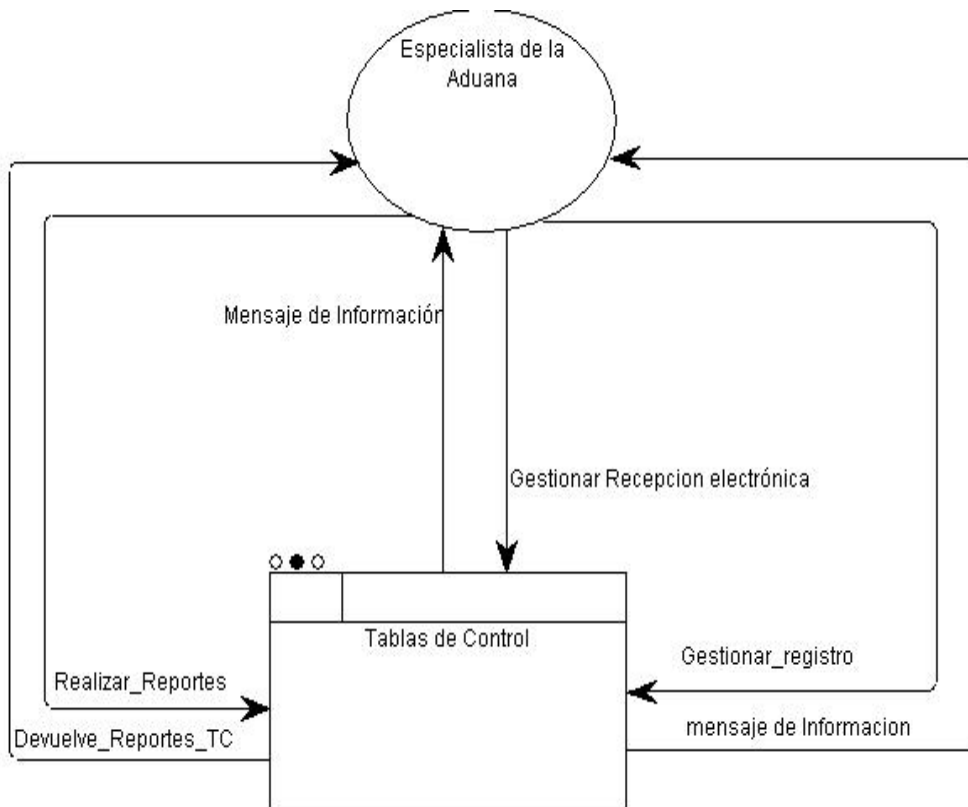 Especialista de la
Aduana
Mensaje de Información
Gestionar Recepcion electrónica
Tablas de Control
Gestionar_registro
Realizar_Reportes
mensaje de Informacion
Devuelve_Reportes_TC